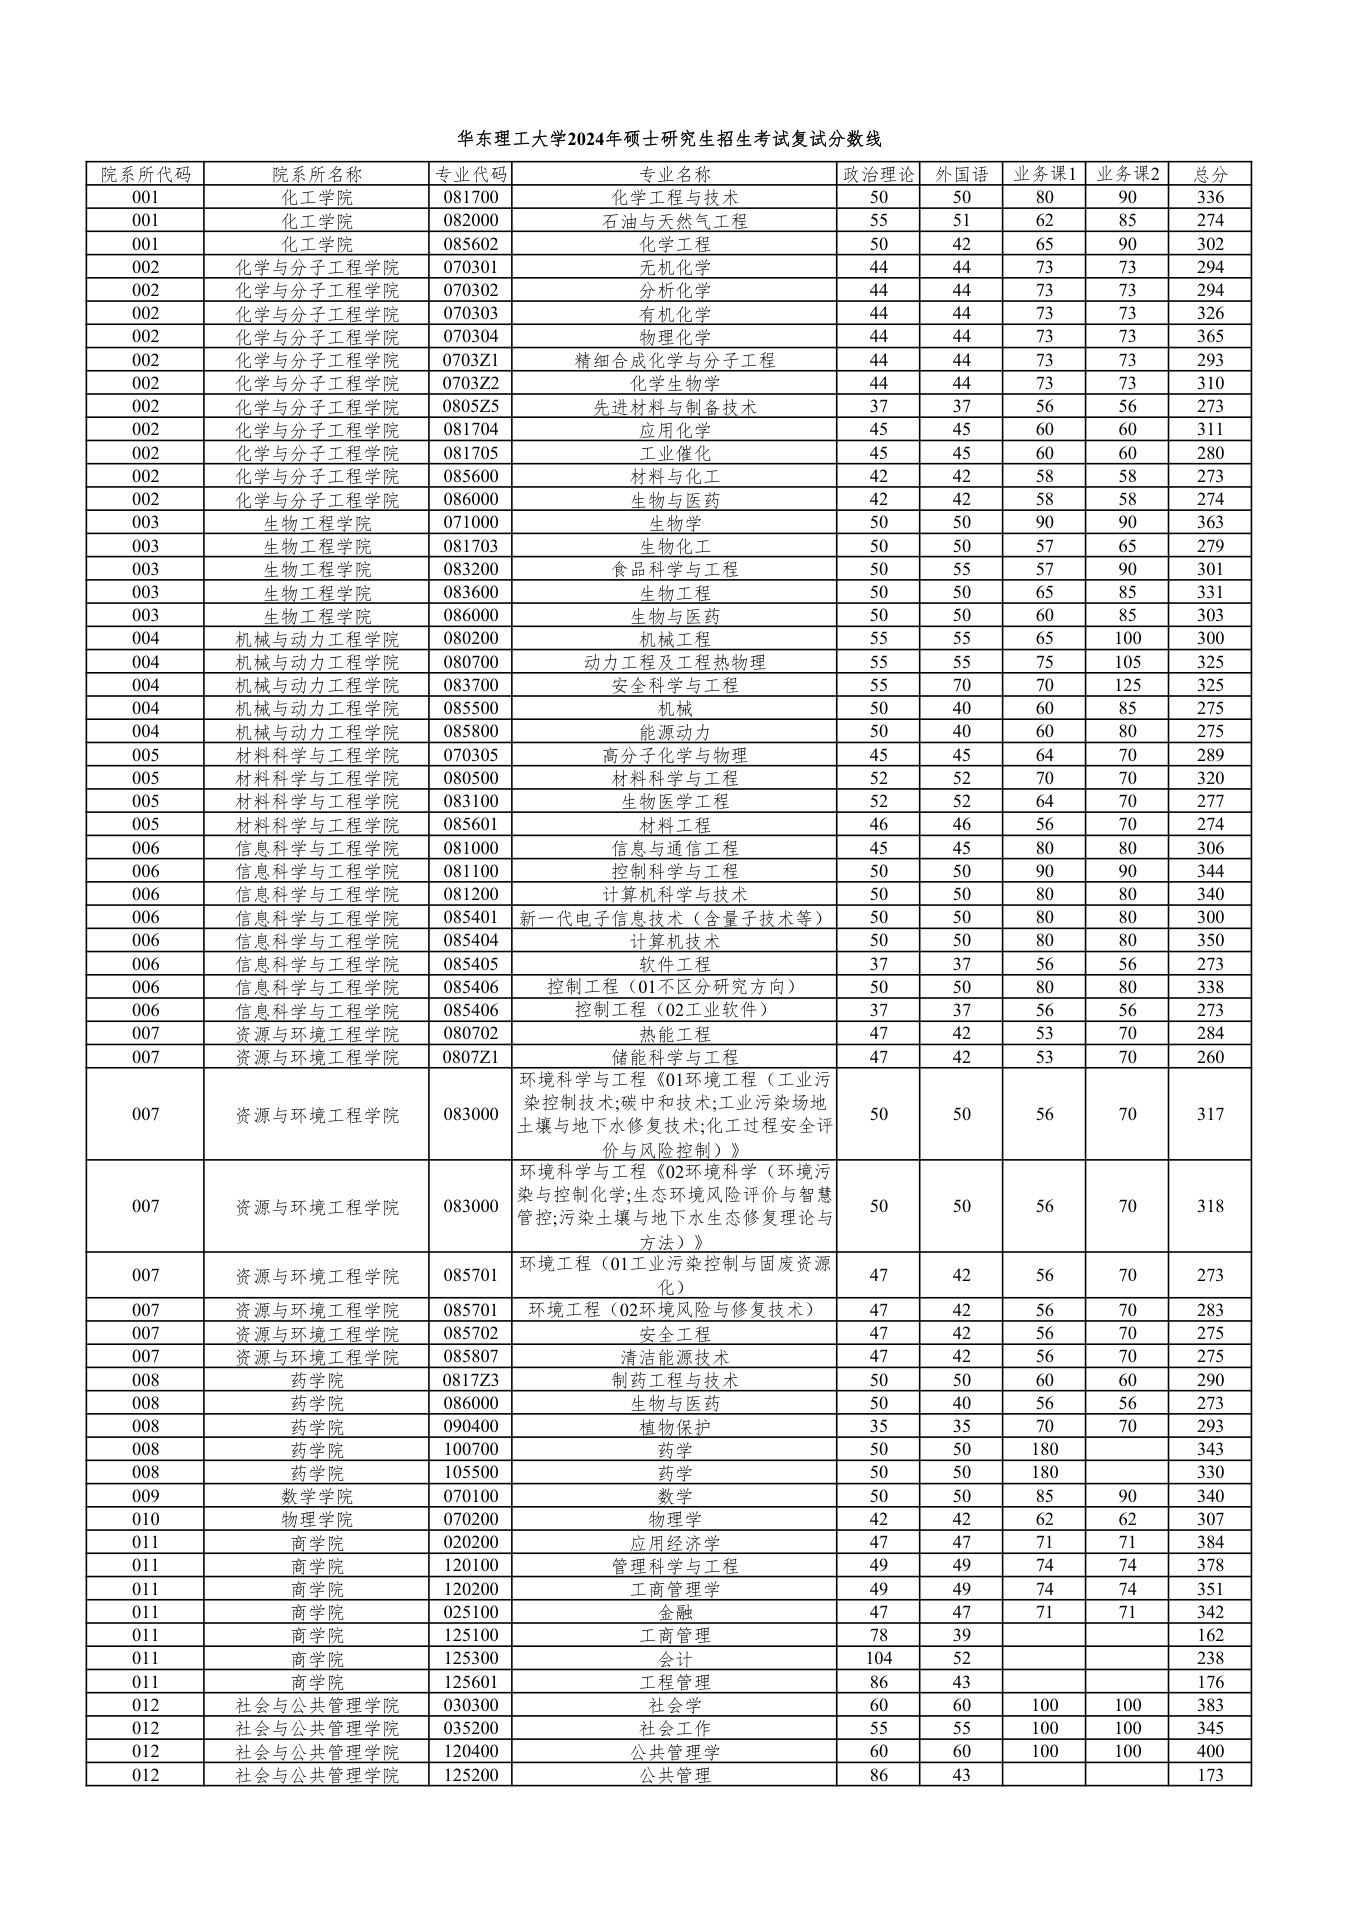 华东理工大学2024年硕士研究生招生考试复试分数线
院系所代码 院系所名称 专业代码 专业名称 政治理论 外国语 业务课1 业务课2 总分
001 化工学院 081700 化学工程与技术 50 50 80 90 336
001 化工学院 082000 石油与天然气工程 55 51 62 85 274
001 化工学院 085602 化学工程 50 42 65 90 302
002 化学与分子工程学院 070301 无机化学 44 44 73 73 294
002 化学与分子工程学院 070302 分析化学 44 44 73 73 294
002 化学与分子工程学院 070303 有机化学 44 44 73 73 326
002 化学与分子工程学院 070304 物理化学 44 44 73 73 365
002 化学与分子工程学院 0703Z1 精细合成化学与分子工程 44 44 73 73 293
002 化学与分子工程学院 0703Z2 化学生物学 44 44 73 73 310
002 化学与分子工程学院 0805Z5 先进材料与制备技术 37 37 56 56 273
002 化学与分子工程学院 081704 应用化学 45 45 60 60 311
002 化学与分子工程学院 081705 工业催化 45 45 60 60 280
002 化学与分子工程学院 085600 材料与化工 42 42 58 58 273
002 化学与分子工程学院 086000 生物与医药 42 42 58 58 274
003 生物工程学院 071000 生物学 50 50 90 90 363
003 生物工程学院 081703 生物化工 50 50 57 65 279
003 生物工程学院 083200 食品科学与工程 50 55 57 90 301
003 生物工程学院 083600 生物工程 50 50 65 85 331
003 生物工程学院 086000 生物与医药 50 50 60 85 303
004 机械与动力工程学院 080200 机械工程 55 55 65 100 300
004 机械与动力工程学院 080700 动力工程及工程热物理 55 55 75 105 325
004 机械与动力工程学院 083700 安全科学与工程 55 70 70 125 325
004 机械与动力工程学院 085500 机械 50 40 60 85 275
004 机械与动力工程学院 085800 能源动力 50 40 60 80 275
005 材料科学与工程学院 070305 高分子化学与物理 45 45 64 70 289
005 材料科学与工程学院 080500 材料科学与工程 52 52 70 70 320
005 材料科学与工程学院 083100 生物医学工程 52 52 64 70 277
005 材料科学与工程学院 085601 材料工程 46 46 56 70 274
006 信息科学与工程学院 081000 信息与通信工程 45 45 80 80 306
006 信息科学与工程学院 081100 控制科学与工程 50 50 90 90 344
006 信息科学与工程学院 081200 计算机科学与技术 50 50 80 80 340
006 信息科学与工程学院 085401 新一代电子信息技术（含量子技术等） 50 50 80 80 300
006 信息科学与工程学院 085404 计算机技术 50 50 80 80 350
006 信息科学与工程学院 085405 软件工程 37 37 56 56 273
006 信息科学与工程学院 085406 控制工程（01不区分研究方向） 50 50 80 80 338
006 信息科学与工程学院 085406 控制工程（02工业软件） 37 37 56 56 273
007 资源与环境工程学院 080702 热能工程 47 42 53 70 284
007 资源与环境工程学院 0807Z1 储能科学与工程 47 42 53 70 260
环境科学与工程《01环境工程（工业污
染控制技术;碳中和技术;工业污染场地
007 资源与环境工程学院 083000 土壤与地下水修复技术;化工过程安全评 50 50 56 70 317
价与风险控制）》
环境科学与工程《02环境科学（环境污
染与控制化学;生态环境风险评价与智慧
007 资源与环境工程学院 083000 管控;污染土壤与地下水生态修复理论与 50 50 56 70 318
方法）》
环境工程（01工业污染控制与固废资源
007 资源与环境工程学院 085701 化） 47 42 56 70 273
007 资源与环境工程学院 085701 环境工程（02环境风险与修复技术） 47 42 56 70 283
007 资源与环境工程学院 085702 安全工程 47 42 56 70 275
007 资源与环境工程学院 085807 清洁能源技术 47 42 56 70 275
008 药学院 0817Z3 制药工程与技术 50 50 60 60 290
008 药学院 086000 生物与医药 50 40 56 56 273
008 药学院 090400 植物保护 35 35 70 70 293
008 药学院 100700 药学 50 50 180 343
008 药学院 105500 药学 50 50 180 330
009 数学学院 070100 数学 50 50 85 90 340
010 物理学院 070200 物理学 42 42 62 62 307
011 商学院 020200 应用经济学 47 47 71 71 384
011 商学院 120100 管理科学与工程 49 49 74 74 378
011 商学院 120200 工商管理学 49 49 74 74 351
011 商学院 025100 金融 47 47 71 71 342
011 商学院 125100 工商管理 78 39 162
011 商学院 125300 会计 104 52 238
011 商学院 125601 工程管理 86 43 176
012 社会与公共管理学院 030300 社会学 60 60 100 100 383
012 社会与公共管理学院 035200 社会工作 55 55 100 100 345
012 社会与公共管理学院 120400 公共管理学 60 60 100 100 400
012 社会与公共管理学院 125200 公共管理 86 43 173